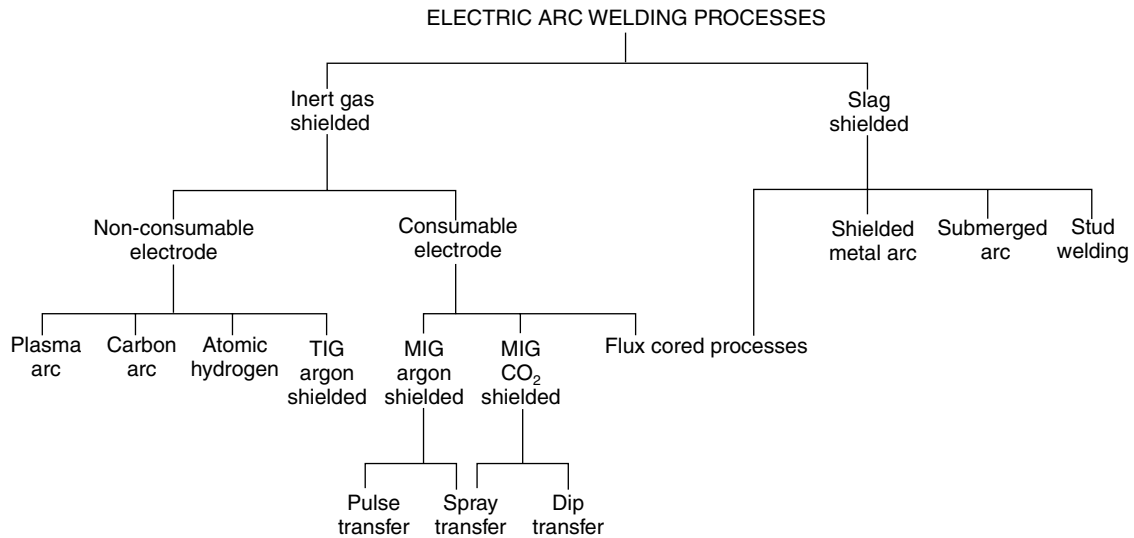 ELECTRIC ARC WELDING PROCESSES
Inert gas
shielded
Slag
shielded
Non-consumable
electrode
Consumable
electrode
Shielded
metal arc
Submerged
arc
Stud
welding
Plasma
arc
Carbon
arc
Atomic
hydrogen
TIG
argon
shielded
MIG
argon
shielded
MIG
CO₂
shielded
Flux cored processes
Pulse
transfer
Spray
transfer
Dip
transfer